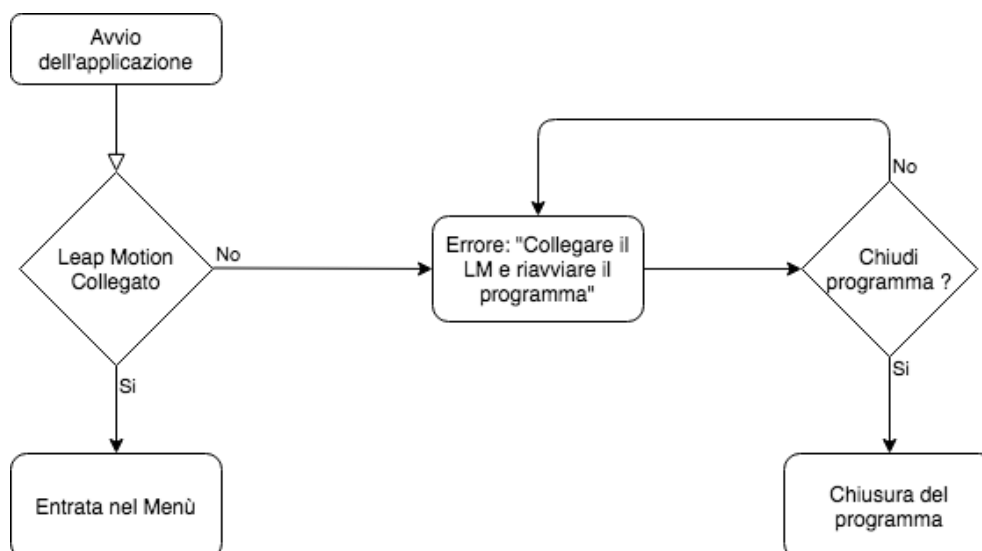 Avvio
dell'applicazione
No
Leap Motion
Collegato
No
Errore: "Collegare il
LM e riavviare il
programma"
Chiudi
programma ?
Si
Si
Entrata nel Menù
Chiusura del
programma